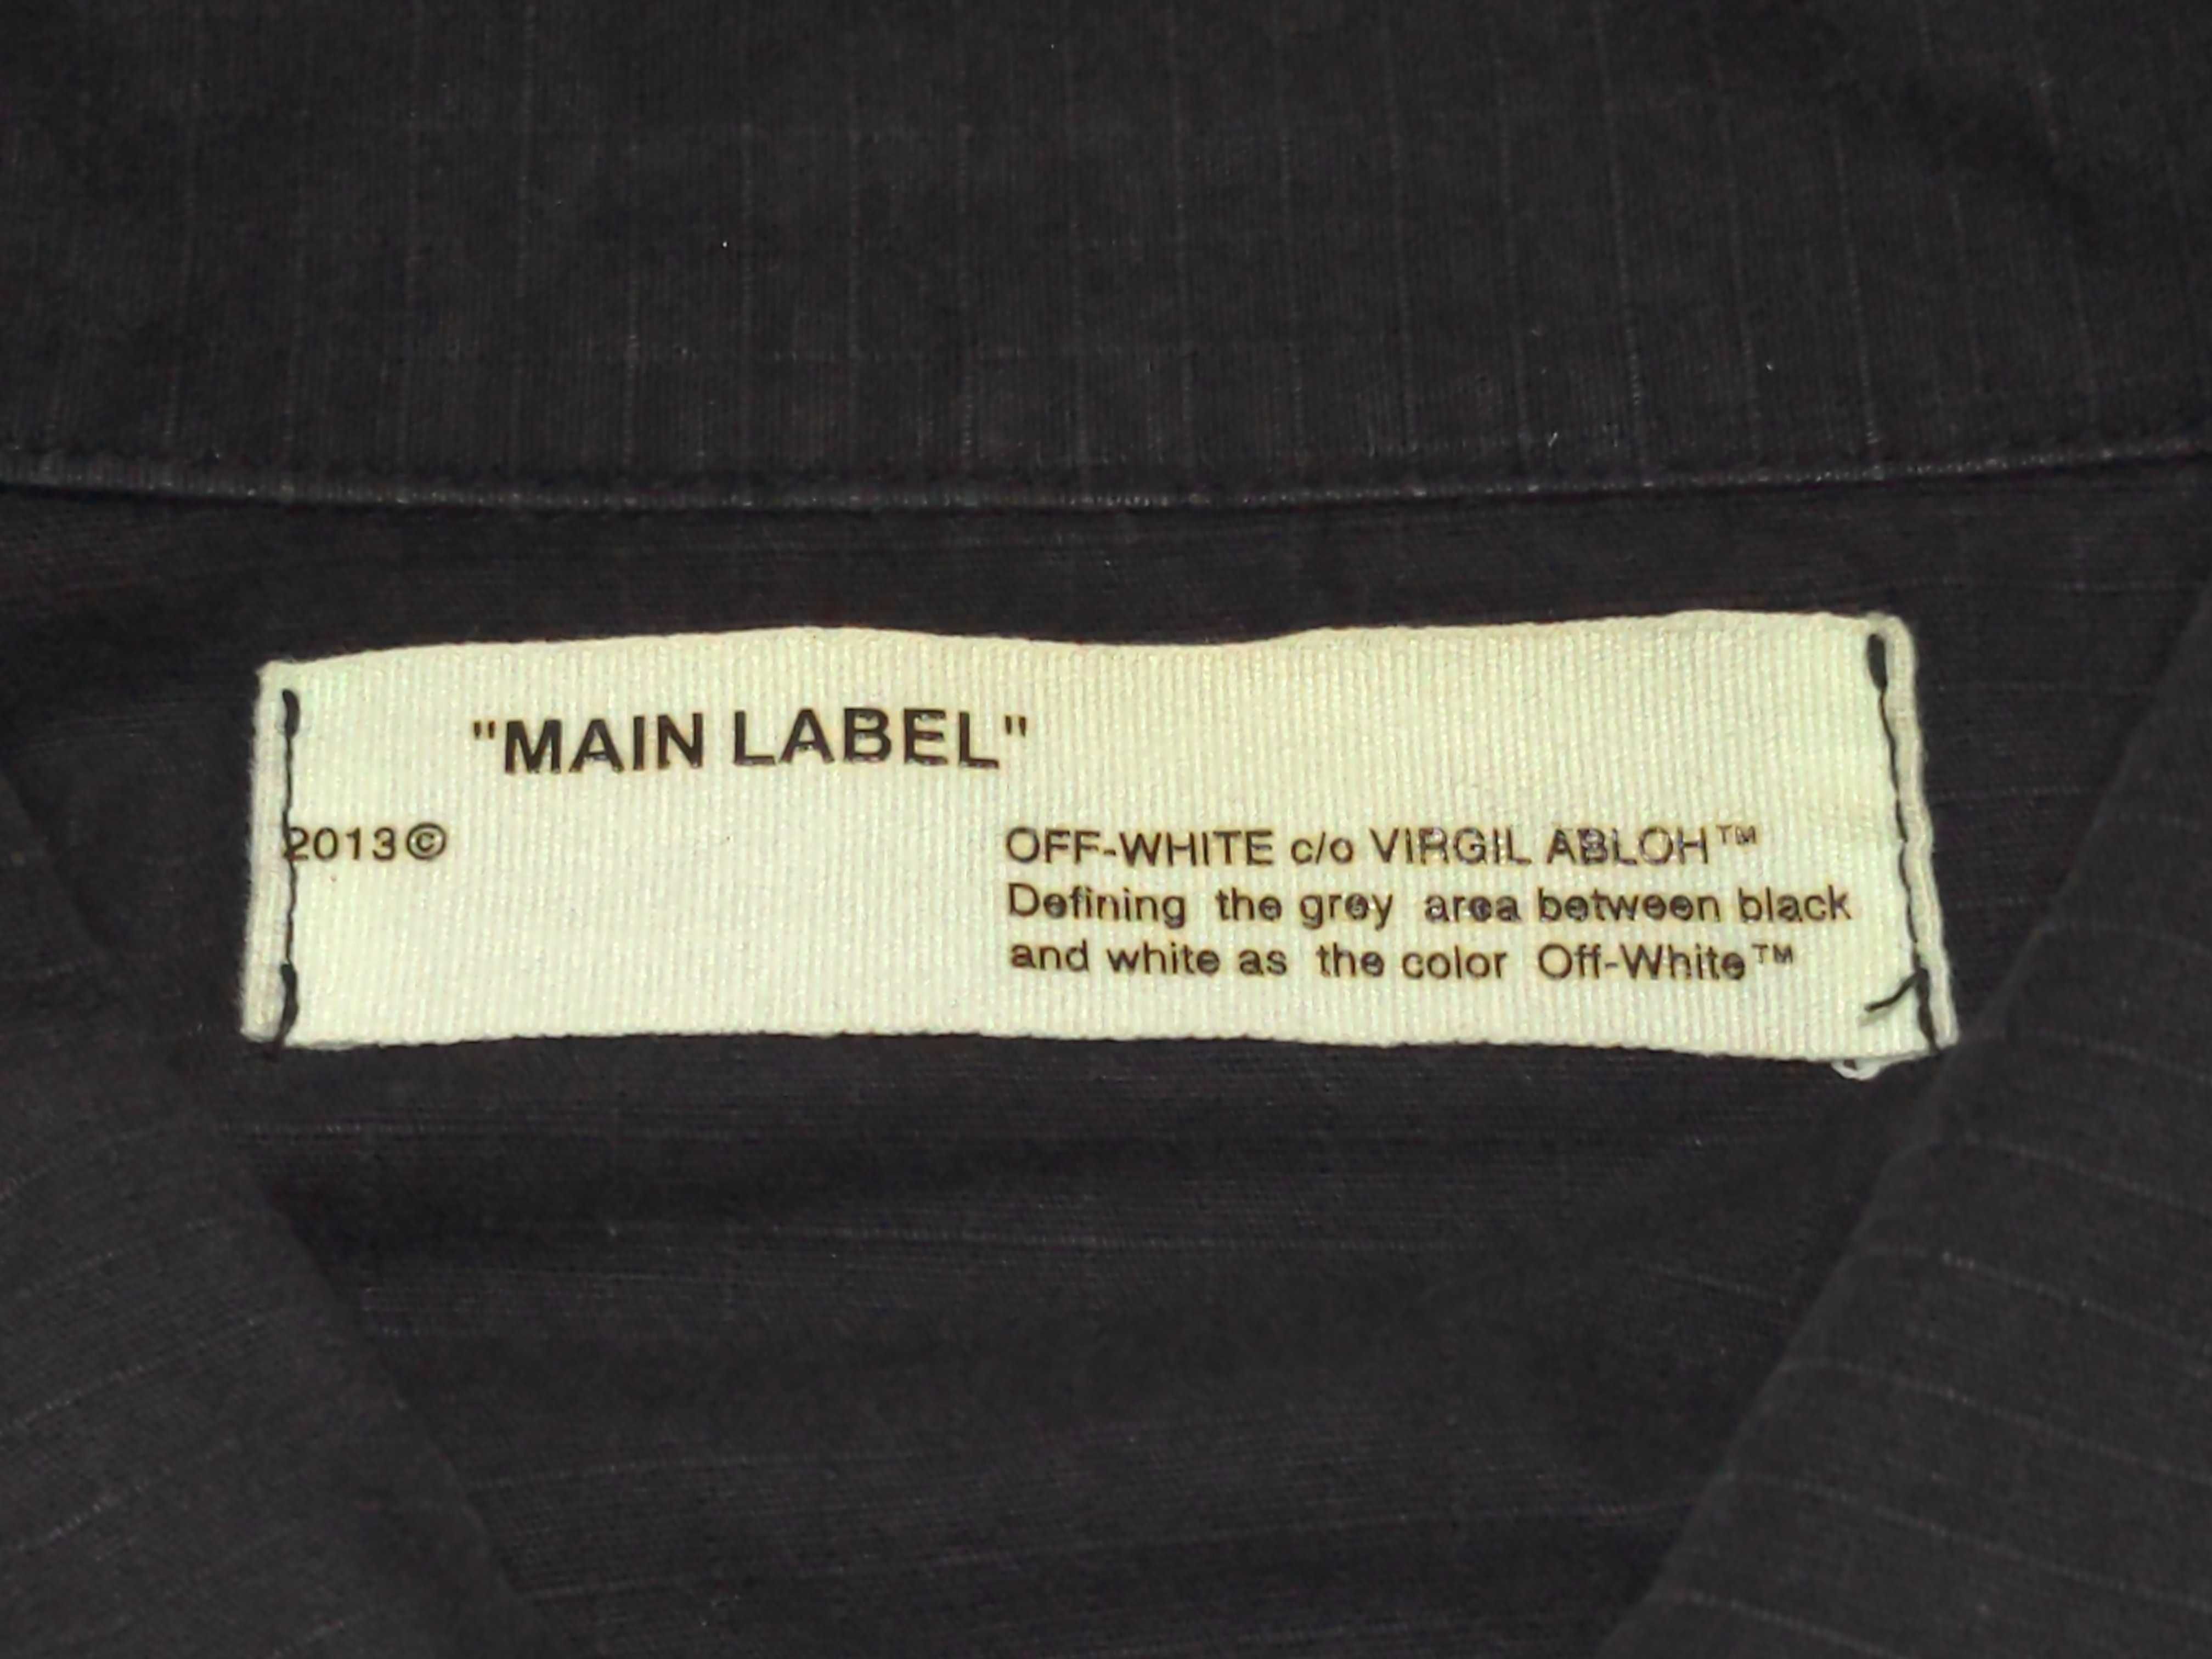 "MAIN LABEL"
2013©
OFF-WHITE c/o VIRGIL ABLOH™
Defining the grey area between black
and white as the color Off-White™